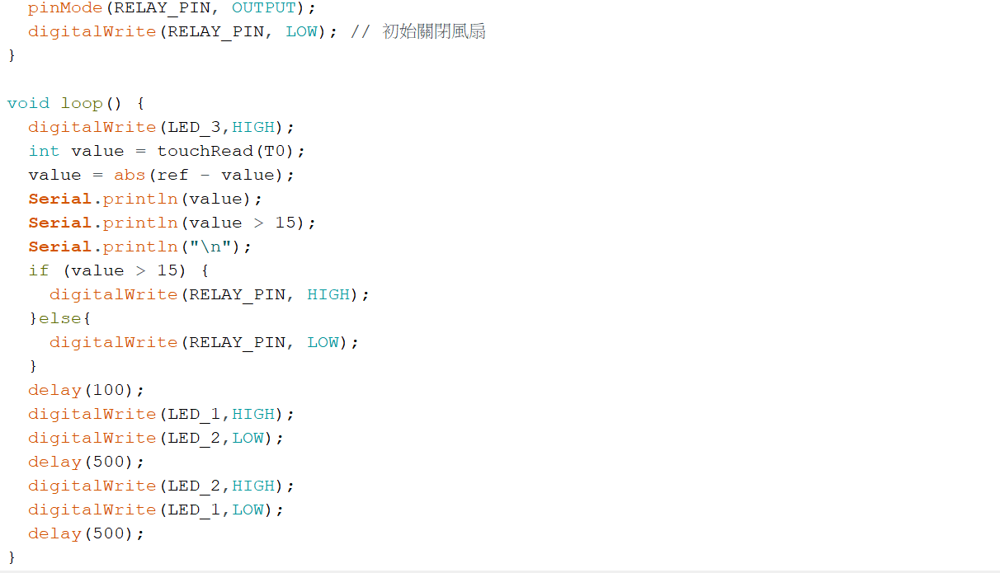 pinMode(RELAY_PIN, OUTPUT);
digitalWrite(RELAY_PIN, LOW); // 初始關閉風扇
}
void loop() {
digitalWrite(LED_3,HIGH);
int value = touchRead(T0);
value = abs(ref - value);
Serial.println(value);
Serial.println(value > 15);
Serial.println("\n");
if (value > 15) {
digitalWrite(RELAY_PIN, HIGH);
}else{
digitalWrite(RELAY_PIN, LOW);
}
delay(100);
digitalWrite(LED_1,HIGH);
digitalWrite(LED_2,LOW);
delay(500);
digitalWrite(LED_2,HIGH);
digitalWrite(LED_1,LOW);
delay(500);
}